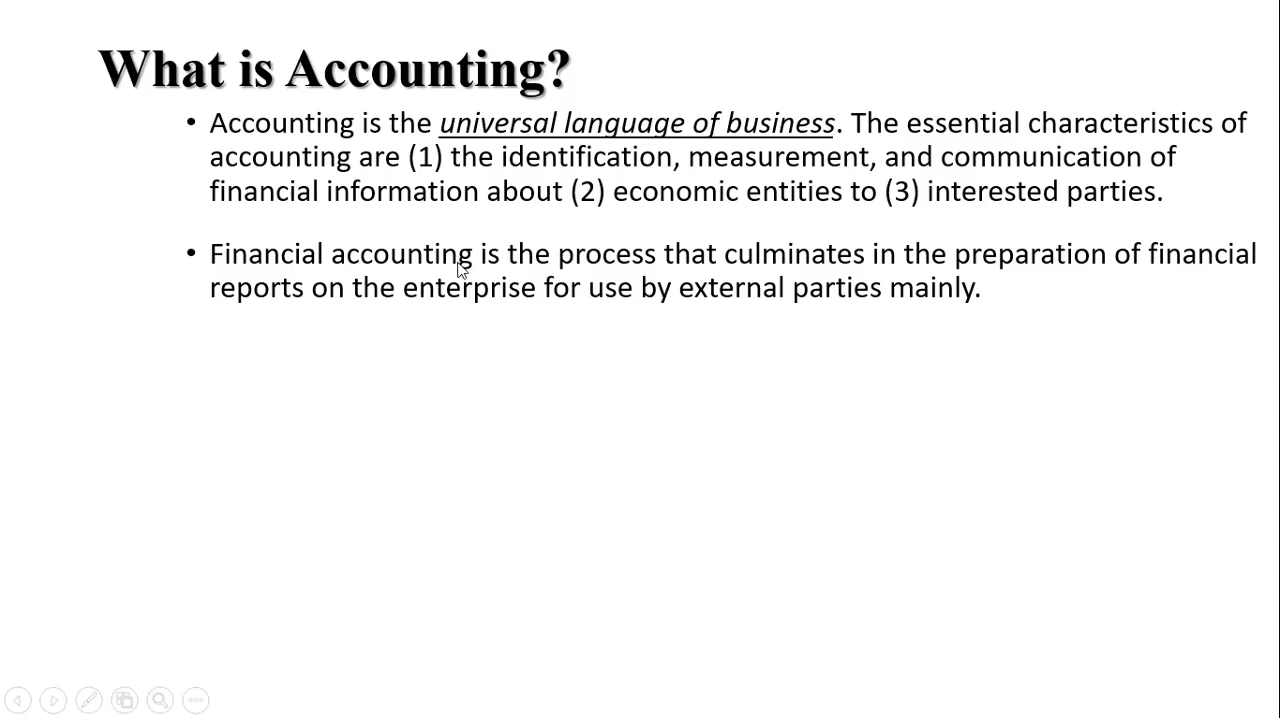 What is Accounting?
• Accounting is the universal language of business. The essential characteristics of
accounting are (1) the identification, measurement, and communication of
financial information about (2) economic entities to (3) interested parties.
• Financial accounting is the process that culminates in the preparation of financial
reports on the enterprise for use by external parties mainly.